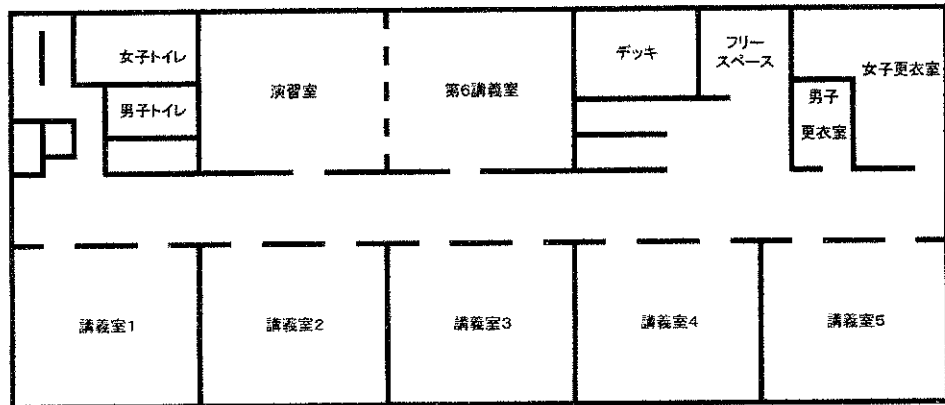 女子トイレ
男子トイレ
演習室
第6講義室
デッキ
フリー
スペース
女子更衣室
男子
更衣室
講義室1
講義室2
講義室3
講義室4
講義室5